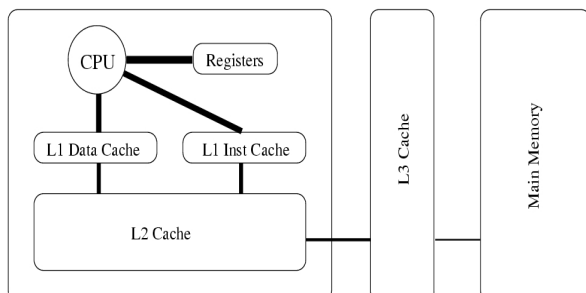 CPU
Registers
L1 Data Cache
L1 Inst Cache
L2 Cache
L3 Cache
Main Memory